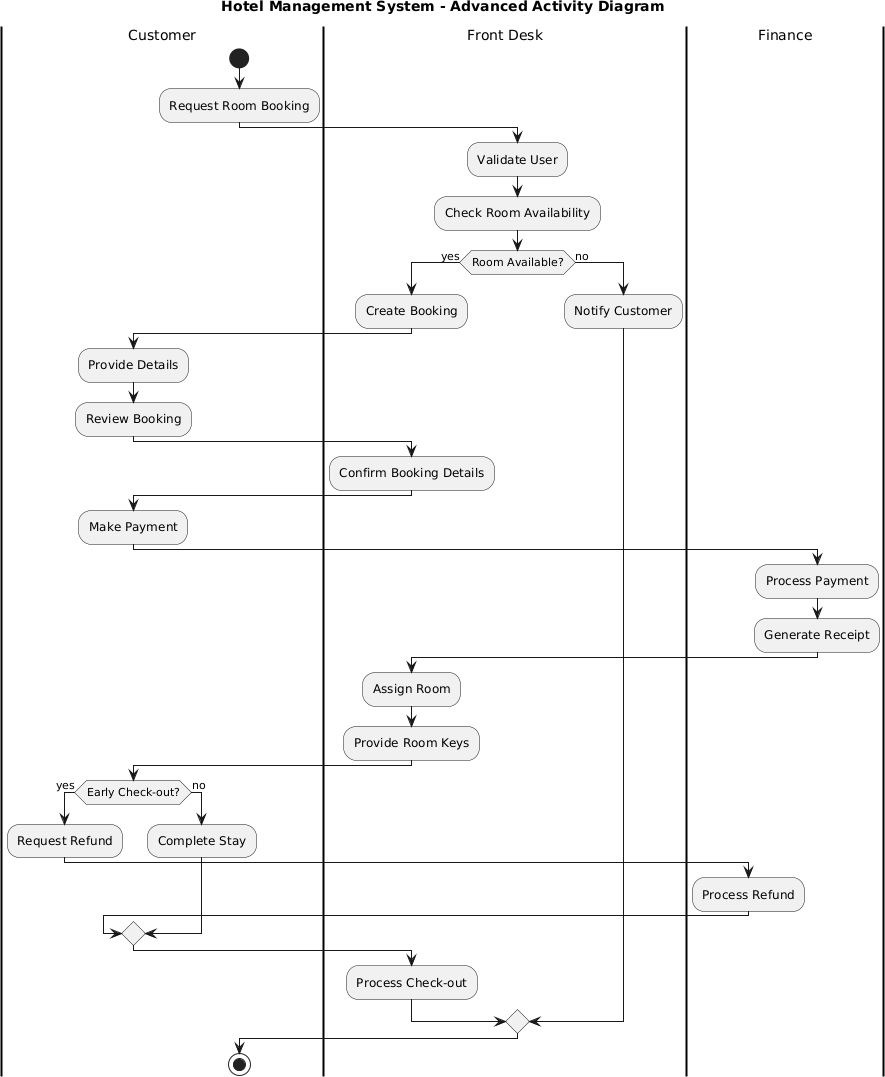 Hotel Management System - Advanced Activity Diagram
Customer
Front Desk
Finance
Request Room Booking
Validate User
Check Room Availability
yes
Room Available?
no
Create Booking
Notify Customer
Provide Details
Review Booking
Confirm Booking Details
Make Payment
Process Payment
Generate Receipt
Assign Room
Provide Room Keys
yes
Early Check-out?
no
Request Refund
Complete Stay
Process Refund
Process Check-out